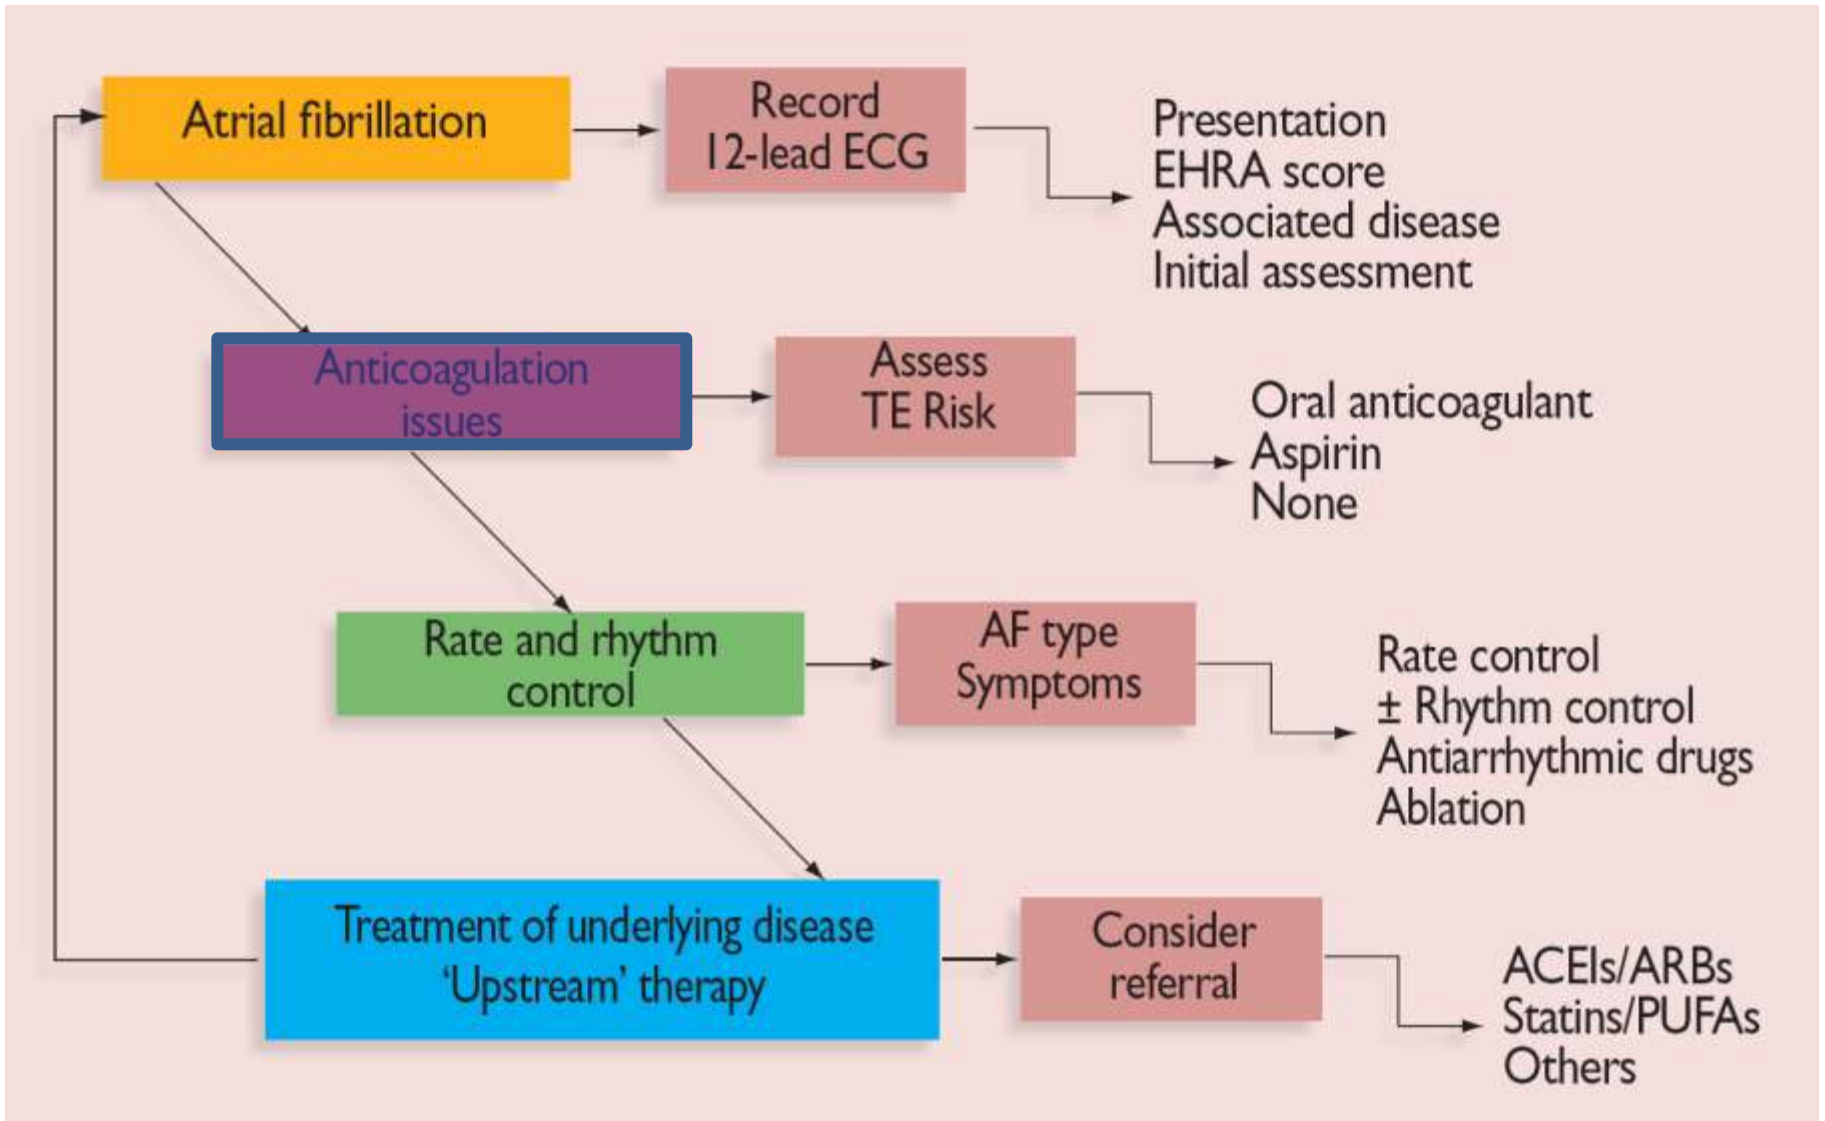 Atrial fibrillation
Record
12-lead ECG
Presentation
EHRA score
Associated disease
Initial assessment
Anticoagulation
issues
Assess
TE Risk
Oral anticoagulant
Aspirin
None
Rate and rhythm
control
AF type
Symptoms
Rate control
± Rhythm control
Antiarrhythmic drugs
Ablation
Treatment of underlying disease
‘Upstream’ therapy
Consider
referral
ACEIs/ARBs
Statins/PUFAs
Others